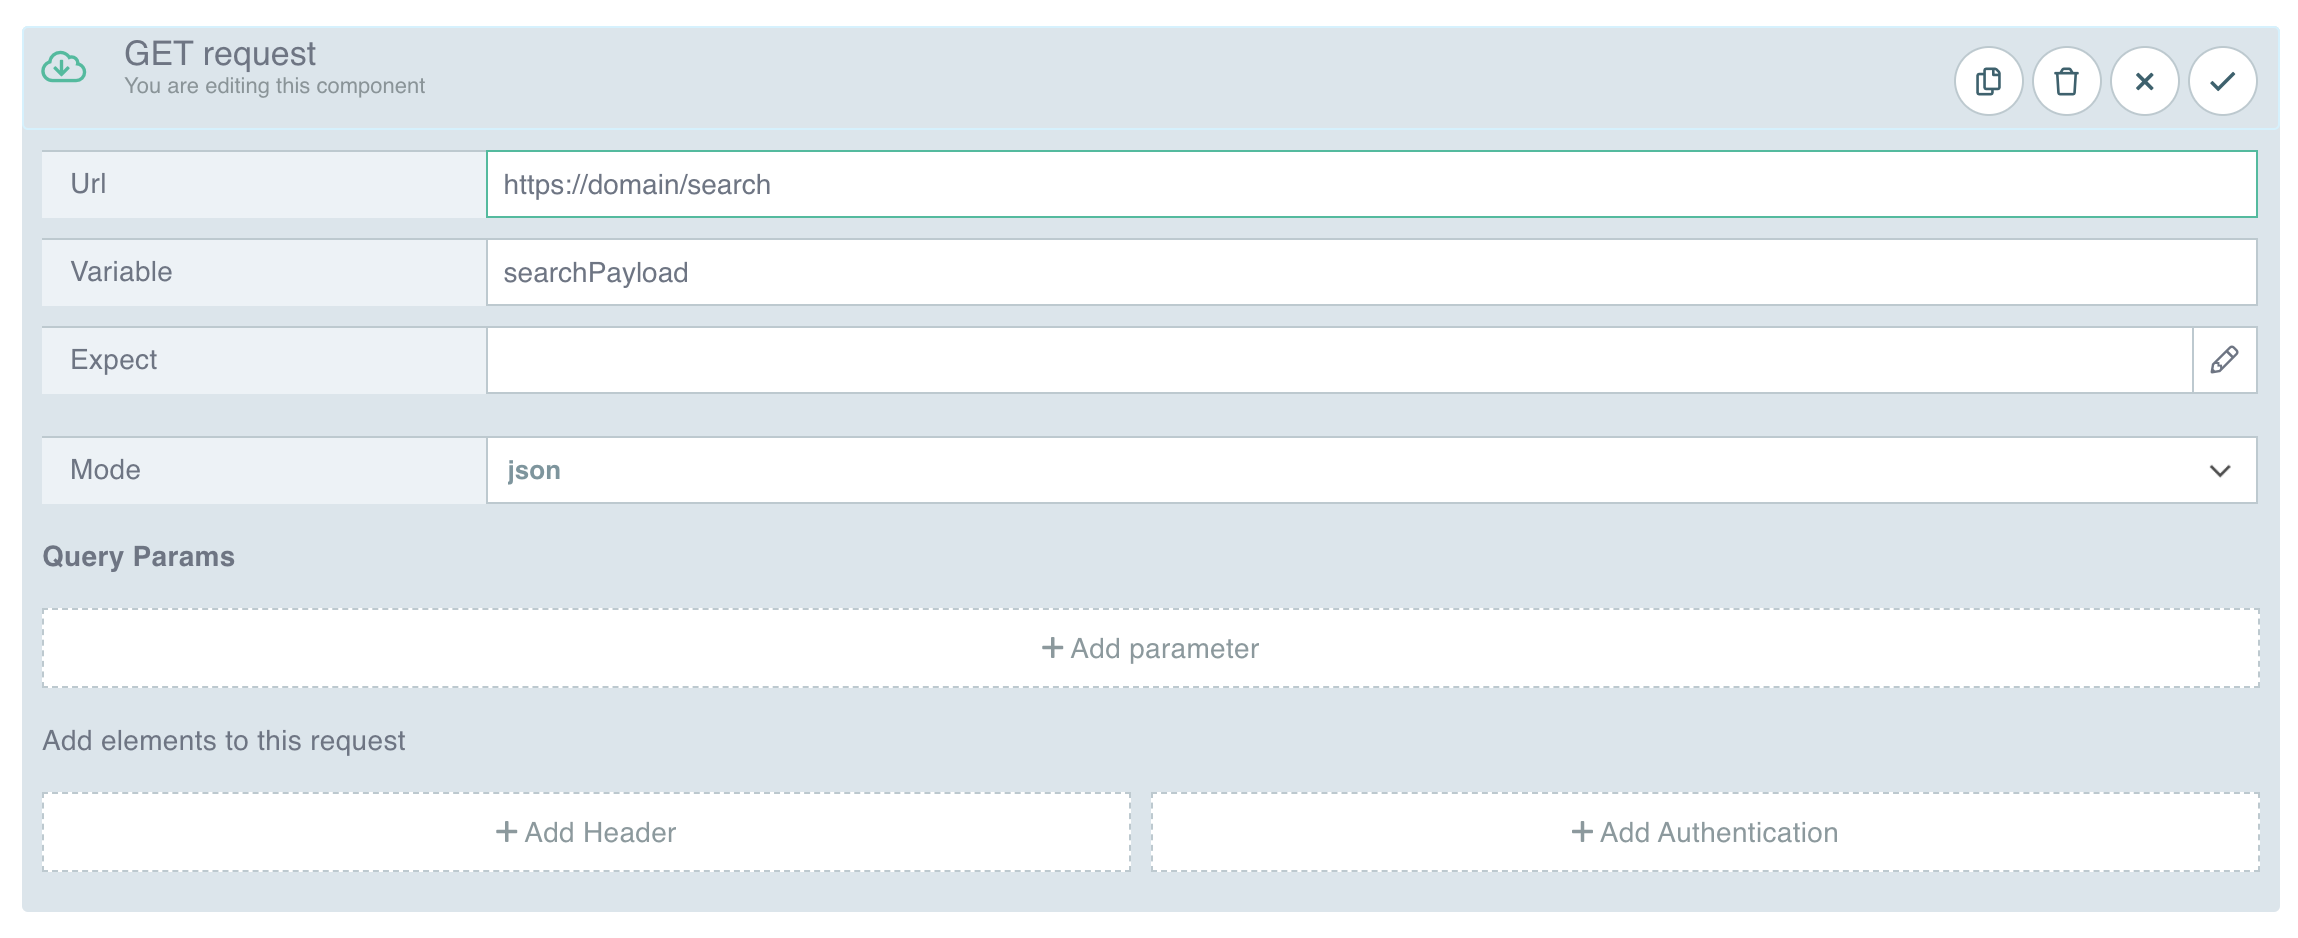 GET request
You are editing this component
Url
https://domain/search
Variable
searchPayload
Expect
Mode
json
Query Params
+ Add parameter
Add elements to this request
+ Add Header
+ Add Authentication